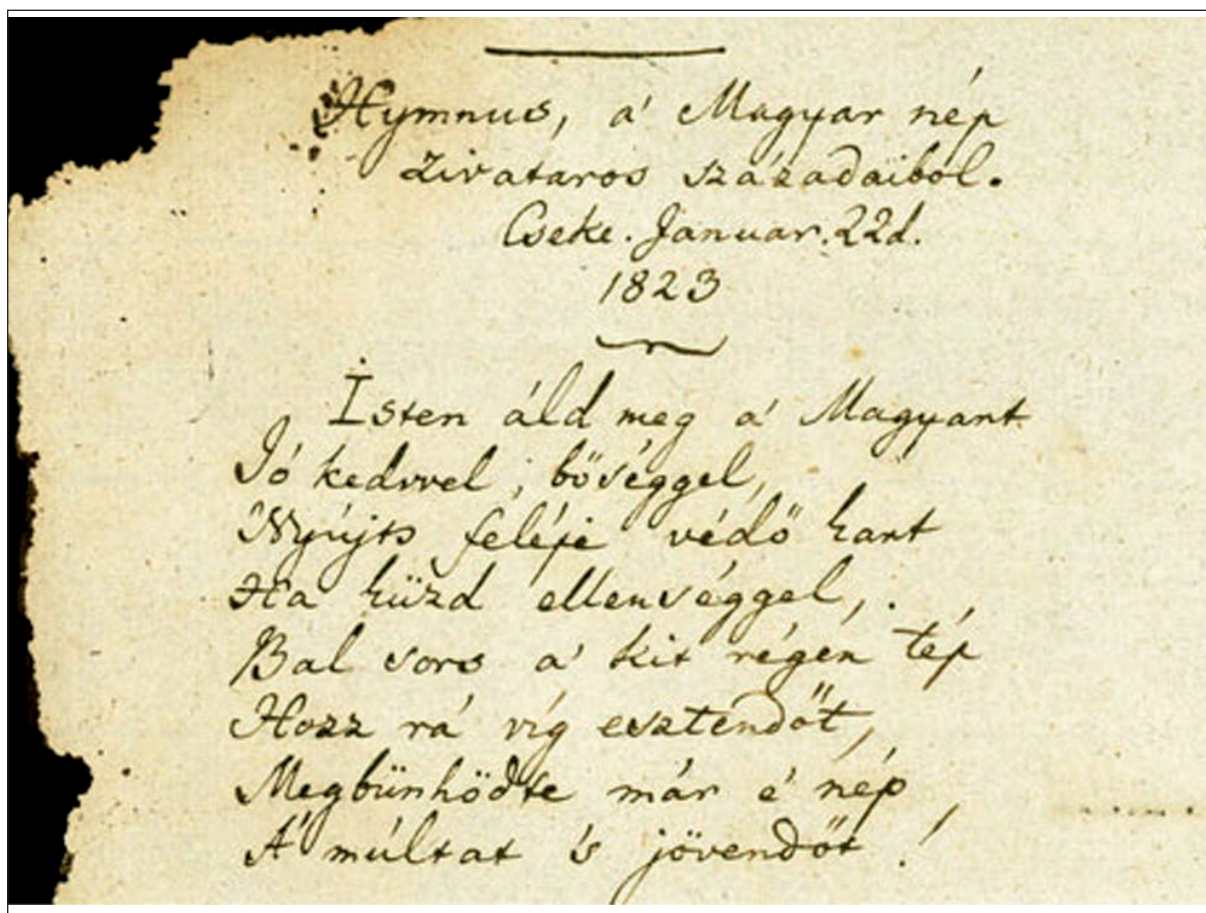 Hymnus, a' Magyar nép
zivataros századaiból.
Cseke. Januar. 22d.
1823
Isten áld meg a' Magyart
Jó kedvvel, bőséggel,
Nyújts feléje védő kart
Ha küzd ellenséggel,
Bal sors a' kit régen tép
Hozz rá víg esztendőt,
Megbünhödte már e' nép
A' múltat 's jövendőt!